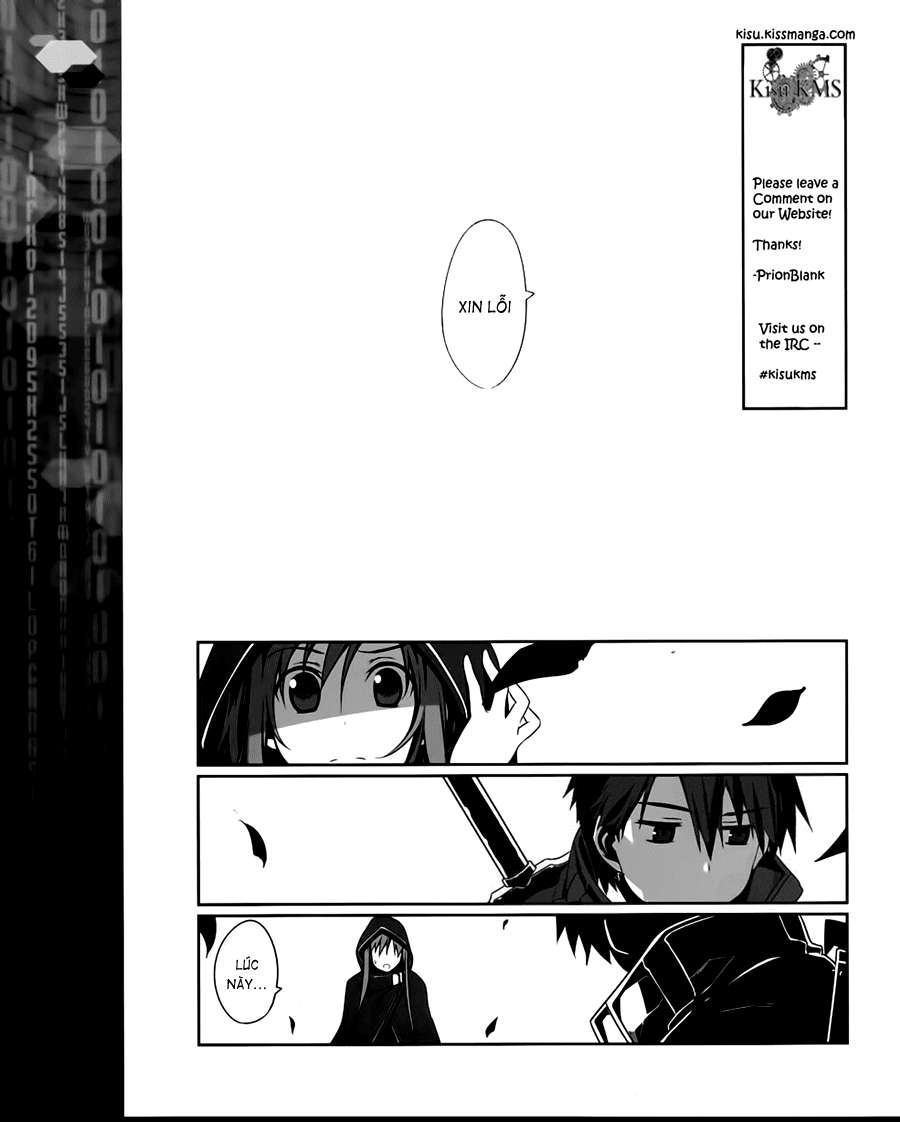 kisu.kissmanga.com
Kisu KMS
Please leave a
Comment on
our Website!
Thanks!
-PrionBlank
Visit us on
the IRC --
#kisukms
XIN LỖI
LÚC
NÀY...